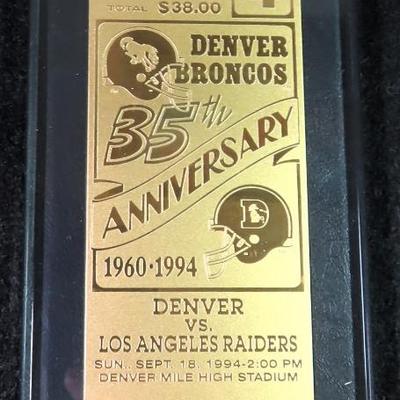 TOTAL $38.00
DENVER
BRONCOS
35th
ANNIVERSARY
D
1960·1994
DENVER
VS.
LOS ANGELES RAIDERS
SUN., SEPT. 18, 1994-2:00 PM
DENVER MILE HIGH STADIUM